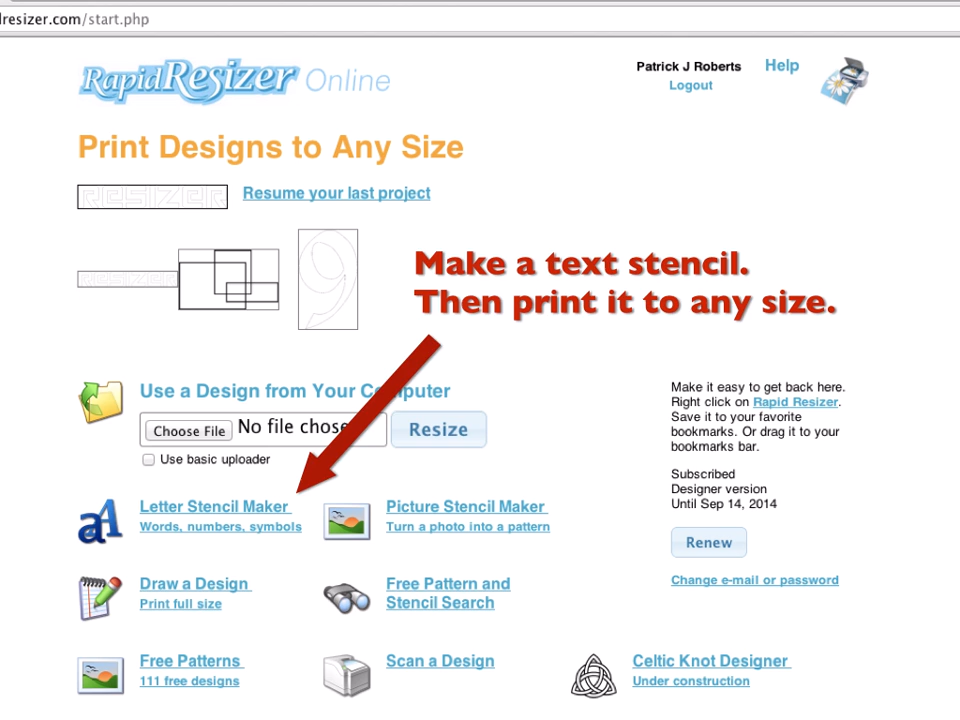 lresizer.com/start.php
RapidResizer Online
Patrick J Roberts
Help
Logout
Print Designs to Any Size
RESIZER
Resume your last project
RESIZER
9
Make a text stencil.
Then print it to any size.
Use a Design from Your Computer
Choose File No file chose
Resize
Use basic uploader
Make it easy to get back here.
Right click on Rapid Resizer.
Save it to your favorite
bookmarks. Or drag it to your
bookmarks bar.
Subscribed
Designer version
Until Sep 14, 2014
Renew
Change e-mail or password
Letter Stencil Maker
Words, numbers, symbols
Picture Stencil Maker
Turn a photo into a pattern
Draw a Design
Print full size
Free Pattern and
Stencil Search
Free Patterns
111 free designs
Scan a Design
Celtic Knot Designer
Under construction